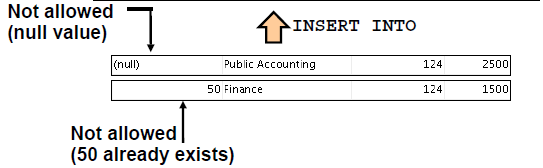 Not allowed
(null value)
INSERT INTO
(null) Public Accounting 124 2500
50 Finance 124 1500
Not allowed
(50 already exists)